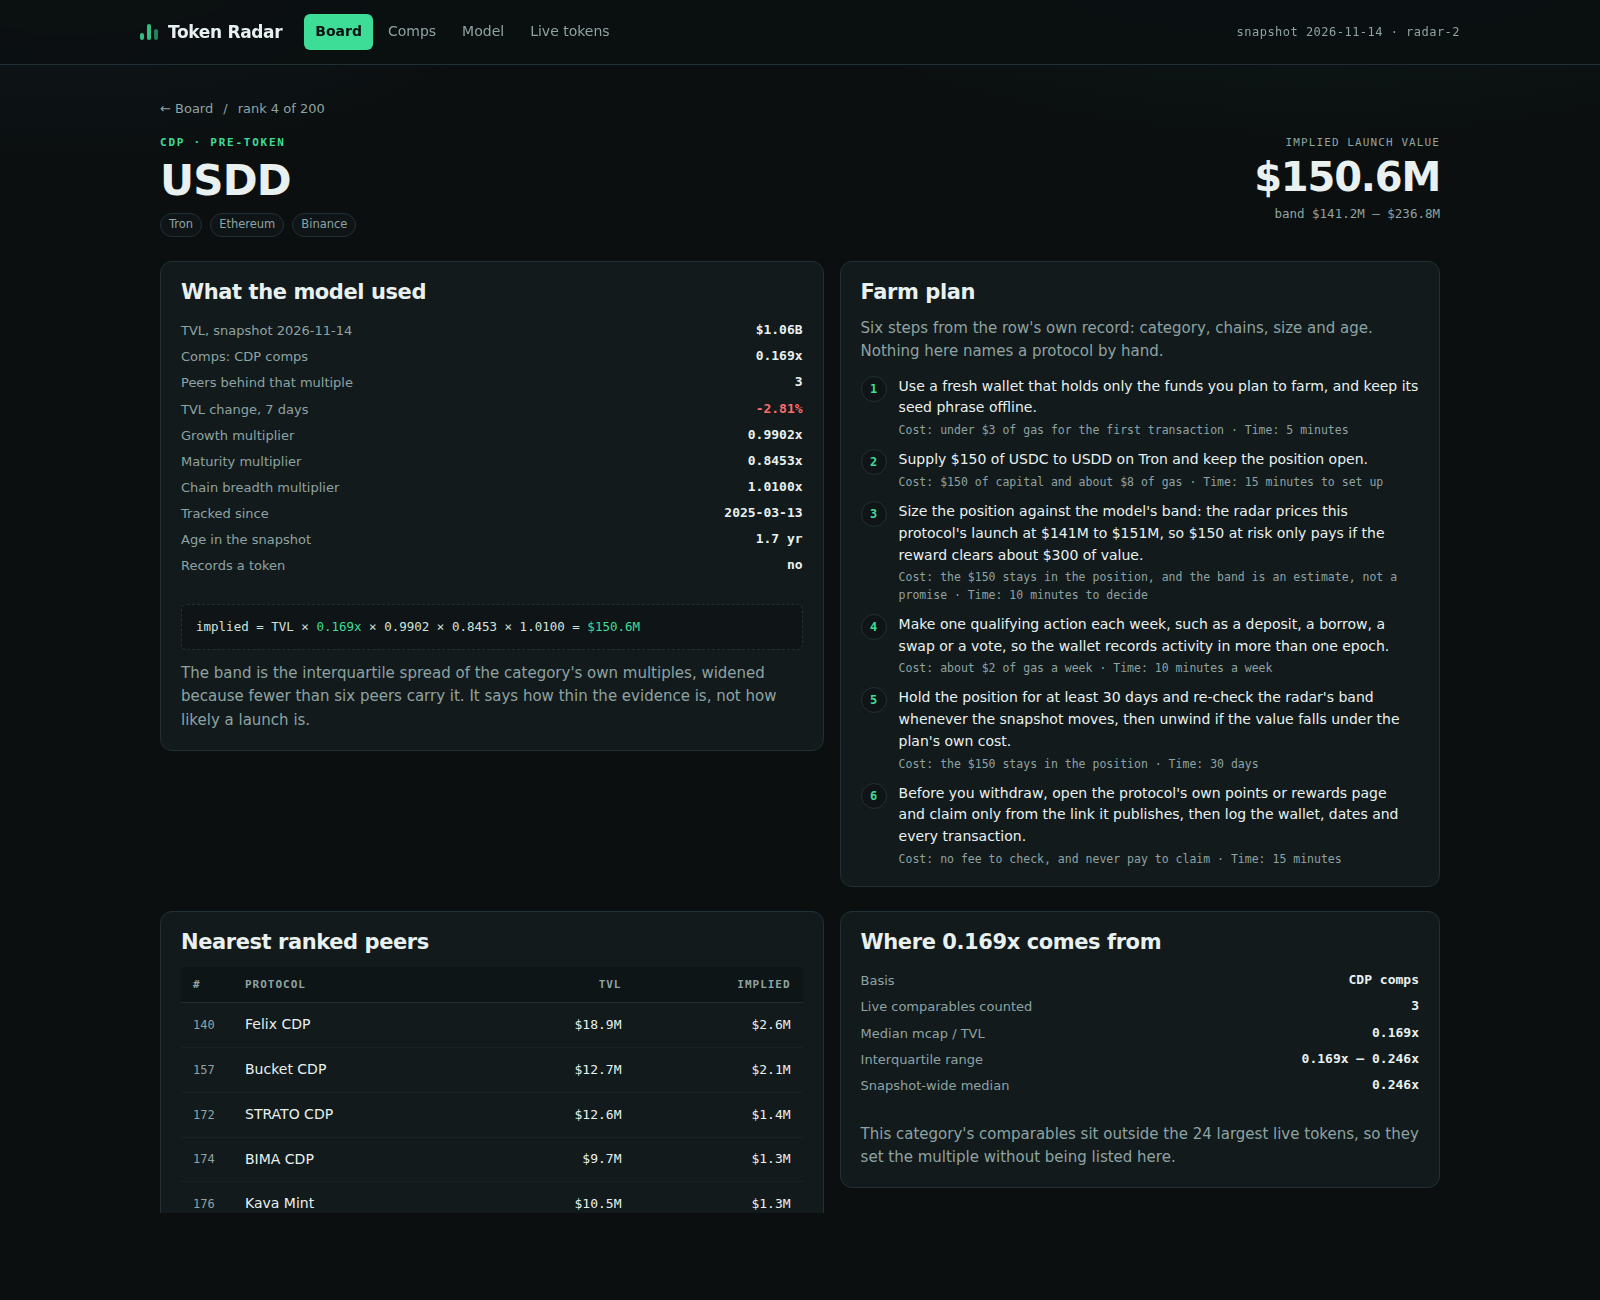 Token Radar
Board
Comps
Model
Live tokens
snapshot 2026-11-14 · radar-2
← Board / rank 4 of 200
CDP · PRE-TOKEN
USDD
Tron
Ethereum
Binance
IMPLIED LAUNCH VALUE
$150.6M
band $141.2M — $236.8M
What the model used
TVL, snapshot 2026-11-14 $1.06B
Comps: CDP comps 0.169x
Peers behind that multiple 3
TVL change, 7 days -2.81%
Growth multiplier 0.9902x
Maturity multiplier 0.8453x
Chain breadth multiplier 1.0100x
Tracked since 2025-03-13
Age in the snapshot 1.7 yr
Records a token no
implied = TVL × 0.169x × 0.9902 × 0.8453 × 1.0100 = $150.6M
The band is the interquartile spread of the category's own multiples, widened
because fewer than six peers carry it. It says how thin the evidence is, not how
likely a launch is.
Farm plan
Six steps from the row's own record: category, chains, size and age.
Nothing here names a protocol by hand.
1 Use a fresh wallet that holds only the funds you plan to farm, and keep its
seed phrase offline.
Cost: under $3 of gas for the first transaction · Time: 5 minutes
2 Supply $150 of USDC to USDD on Tron and keep the position open.
Cost: $150 of capital and about $8 of gas · Time: 15 minutes to set up
3 Size the position against the model's band: the radar prices this
protocol's launch at $141M to $151M, so $150 at risk only pays if the
reward clears about $300 of value.
Cost: the $150 stays in the position, and the band is an estimate, not a
promise · Time: 10 minutes to decide
4 Make one qualifying action each week, such as a deposit, a borrow, a
swap or a vote, so the wallet records activity in more than one epoch.
Cost: about $2 of gas a week · Time: 10 minutes a week
5 Hold the position for at least 30 days and re-check the radar's band
whenever the snapshot moves, then unwind if the value falls under the
plan's own cost.
Cost: the $150 stays in the position · Time: 30 days
6 Before you withdraw, open the protocol's own points or rewards page
and claim only from the link it publishes, then log the wallet, dates and
every transaction.
Cost: no fee to check, and never pay to claim · Time: 15 minutes
Nearest ranked peers
# PROTOCOL TVL IMPLIED
140 Felix CDP $18.9M $2.6M
157 Bucket CDP $12.7M $2.1M
172 STRATO CDP $12.6M $1.4M
174 BIMA CDP $9.7M $1.3M
176 Kava Mint $10.5M $1.3M
Where 0.169x comes from
Basis CDP comps
Live comparables counted 3
Median mcap / TVL 0.169x
Interquartile range 0.169x — 0.246x
Snapshot-wide median 0.246x
This category's comparables sit outside the 24 largest live tokens, so they
set the multiple without being listed here.